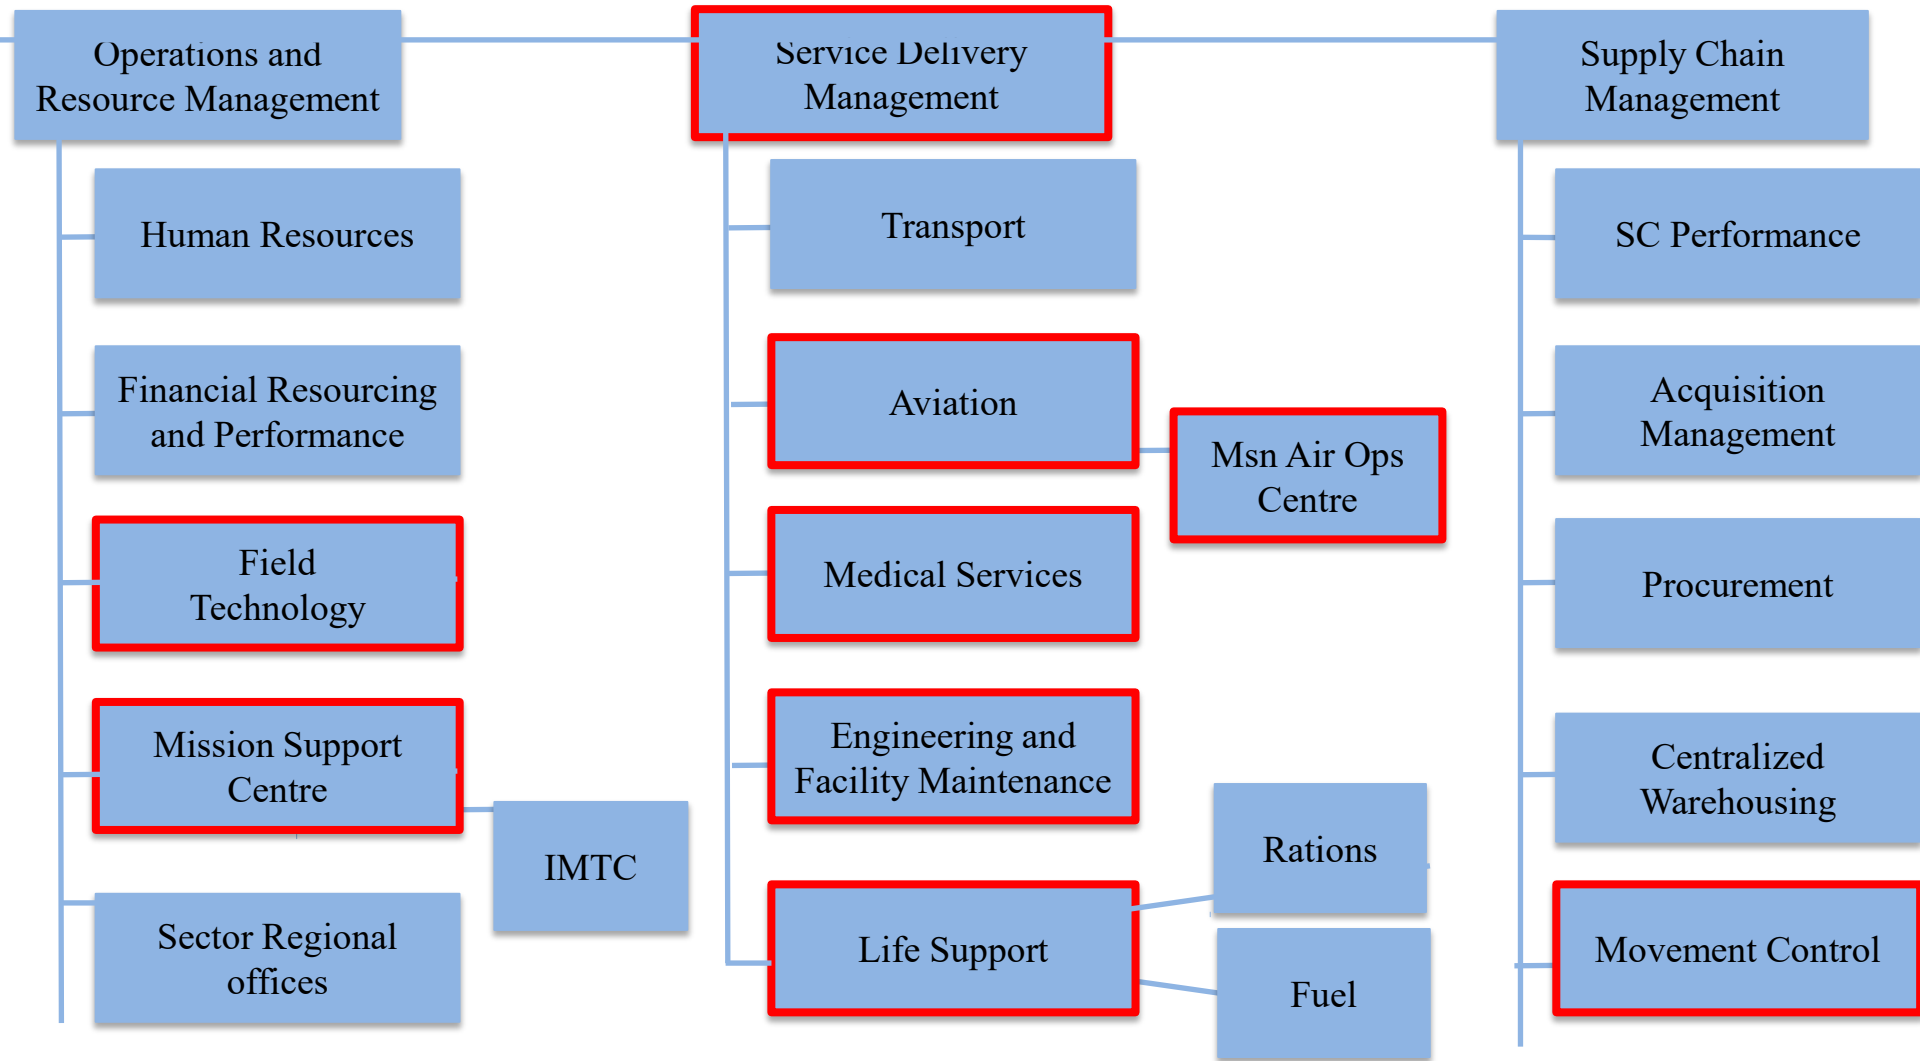 Operations and
Resource Management
Service Delivery
Management
Supply Chain
Management
Human Resources
Transport
SC Performance
Financial Resourcing
and Performance
Aviation
Msn Air Ops
Centre
Acquisition
Management
Field
Technology
Medical Services
Procurement
Mission Support
Centre
IMTC
Engineering and
Facility Maintenance
Rations
Centralized
Warehousing
Sector Regional
offices
Life Support
Fuel
Movement Control